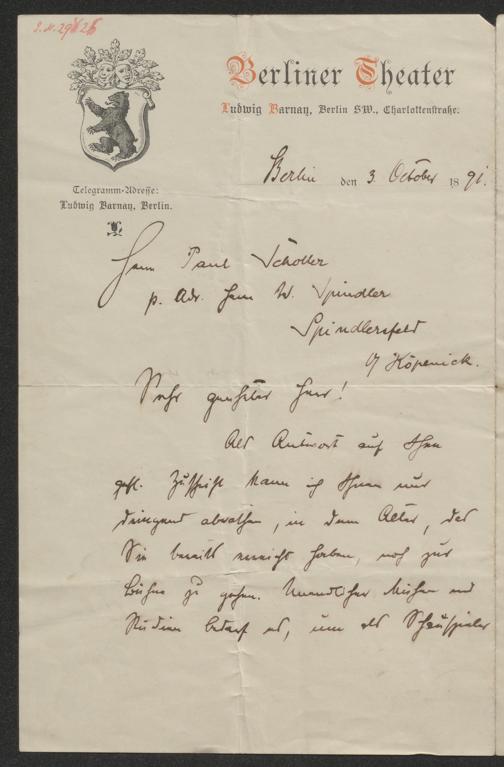 Berliner Theater
Ludwig Barnay, Berlin SW., Charlottenstraße.
Berlin den 3. October 1891.
Telegramm-Adresse:
Ludwig Barnay, Berlin.
Herrn Paul Scholler
p. Adr. Herrn W. Spindler
Spindlersfeld
b/ Köpenick.
Sehr geehrter Herr!
Als Antwort auf Ihre
gefl. Zuschrift kann ich Ihnen nur
dringend abrathen, in dem Alter, das
Sie bereits erreicht haben, noch zur
Bühne zu gehen. Unendlicher Mühen und
Studien bedarf es, um als Schauspieler